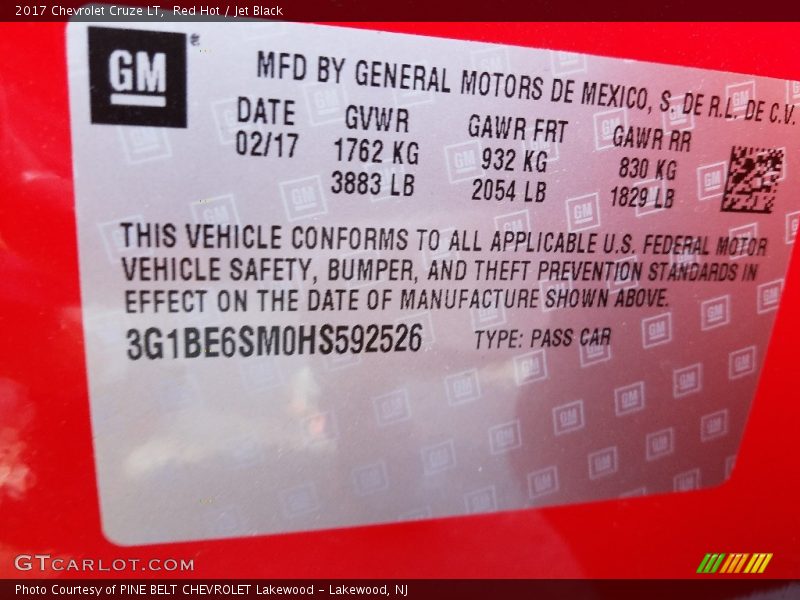 2017 Chevrolet Cruze LT,  Red Hot / Jet Black
GM
MFD BY GENERAL MOTORS DE MEXICO, S. DE R.L. DE C.V.
DATE GVWR GAWR FRT GAWR RR
02/17 1762 KG 932 KG 830 KG
3883 LB 2054 LB 1829 LB
THIS VEHICLE CONFORMS TO ALL APPLICABLE U.S. FEDERAL MOTOR
VEHICLE SAFETY, BUMPER, AND THEFT PREVENTION STANDARDS IN
EFFECT ON THE DATE OF MANUFACTURE SHOWN ABOVE.
3G1BE6SM0HS592526 TYPE: PASS CAR
GTCARLOT.COM
Photo Courtesy of PINE BELT CHEVROLET Lakewood - Lakewood, NJ